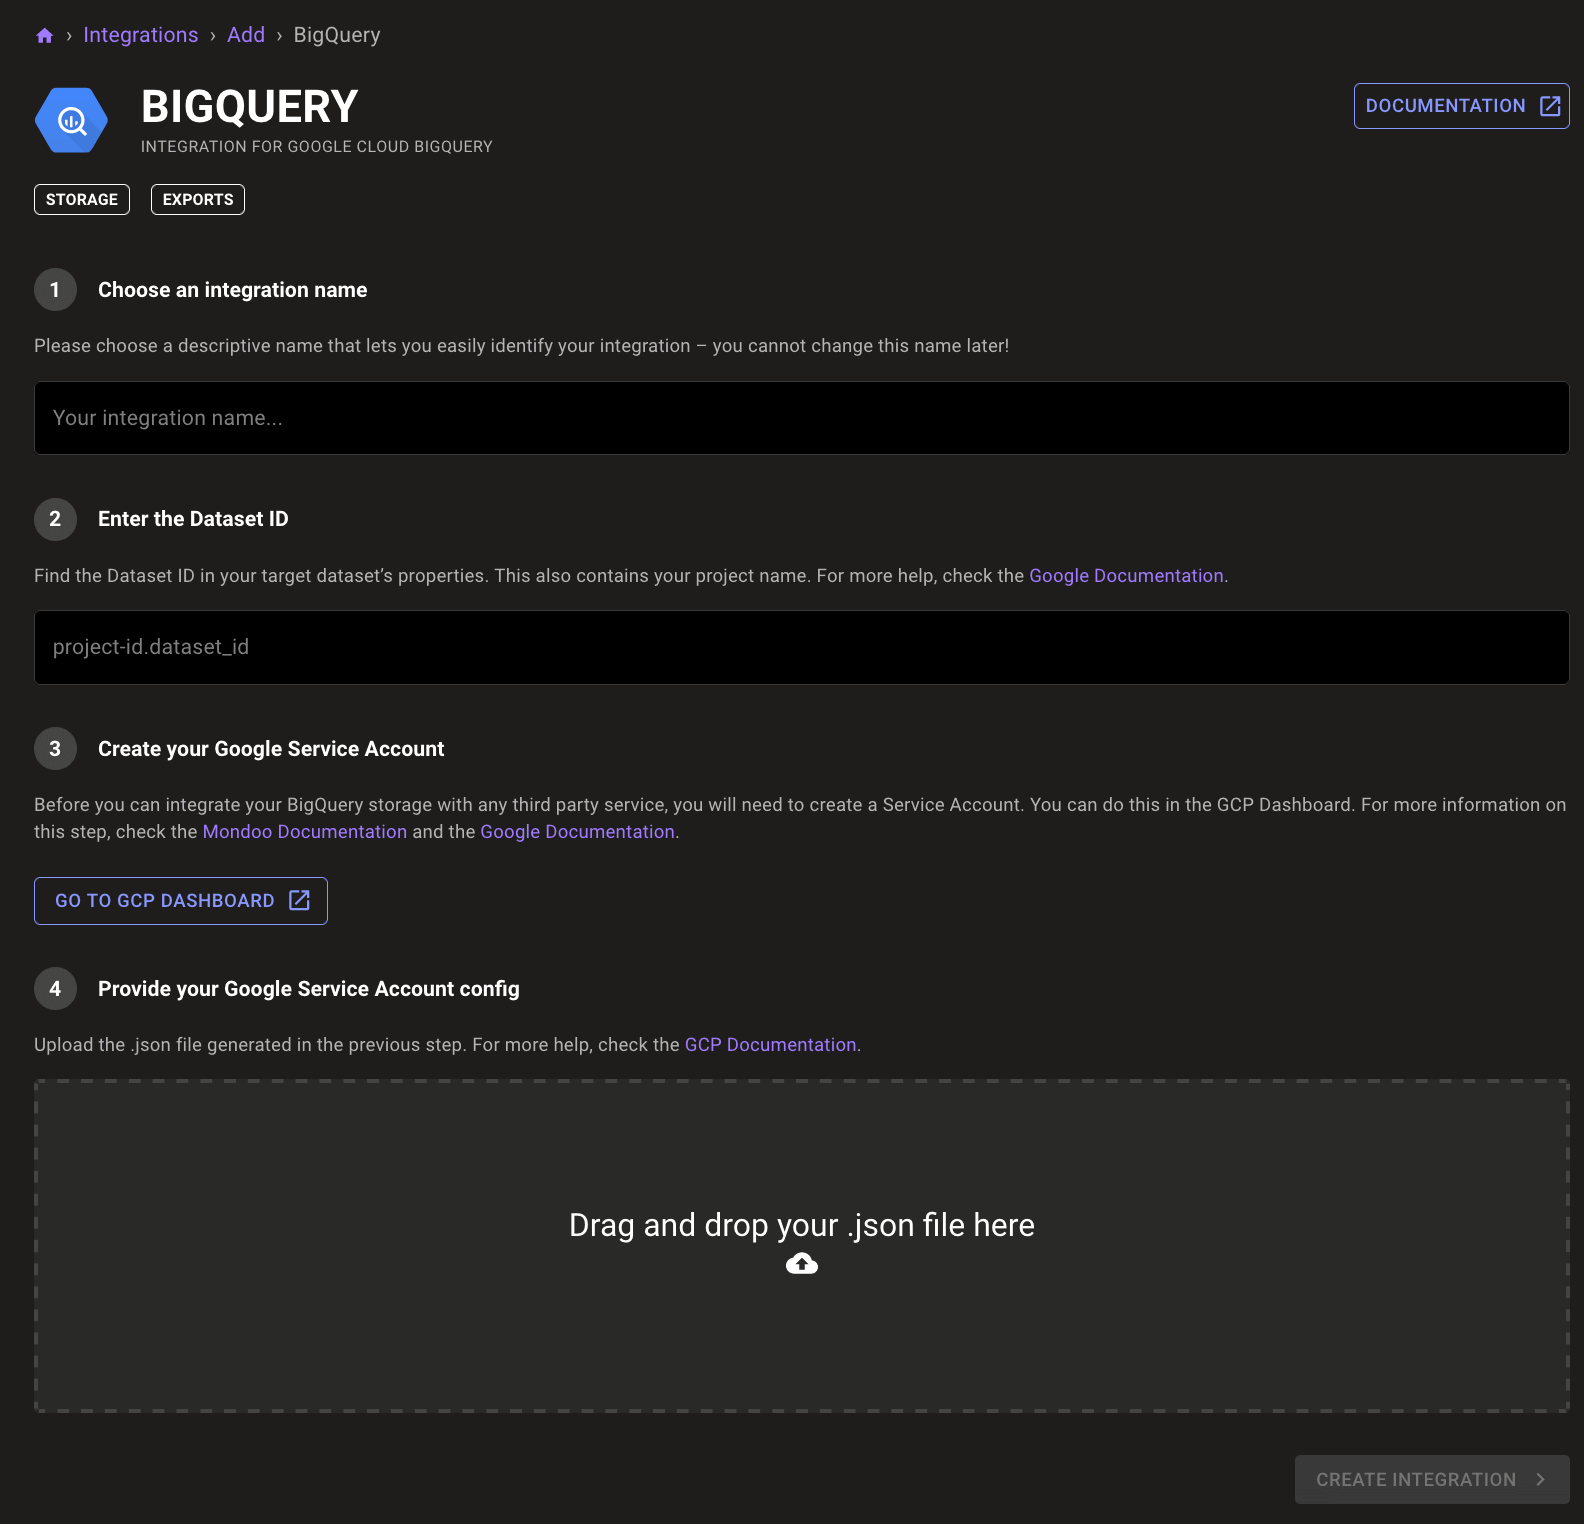 › Integrations › Add › BigQuery
BIGQUERY
INTEGRATION FOR GOOGLE CLOUD BIGQUERY
DOCUMENTATION
STORAGE EXPORTS
1 Choose an integration name
Please choose a descriptive name that lets you easily identify your integration – you cannot change this name later!
Your integration name...
2 Enter the Dataset ID
Find the Dataset ID in your target dataset’s properties. This also contains your project name. For more help, check the Google Documentation.
project-id.dataset_id
3 Create your Google Service Account
Before you can integrate your BigQuery storage with any third party service, you will need to create a Service Account. You can do this in the GCP Dashboard. For more information on
this step, check the Mondoo Documentation and the Google Documentation.
GO TO GCP DASHBOARD
4 Provide your Google Service Account config
Upload the .json file generated in the previous step. For more help, check the GCP Documentation.
Drag and drop your .json file here
CREATE INTEGRATION